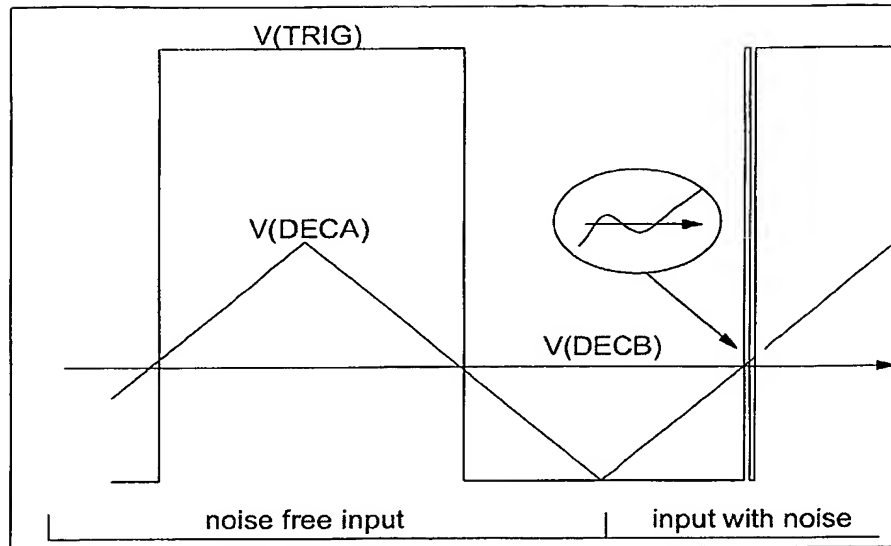 V(TRIG)
V(DECA)
V(DECB)
noise free input
input with noise